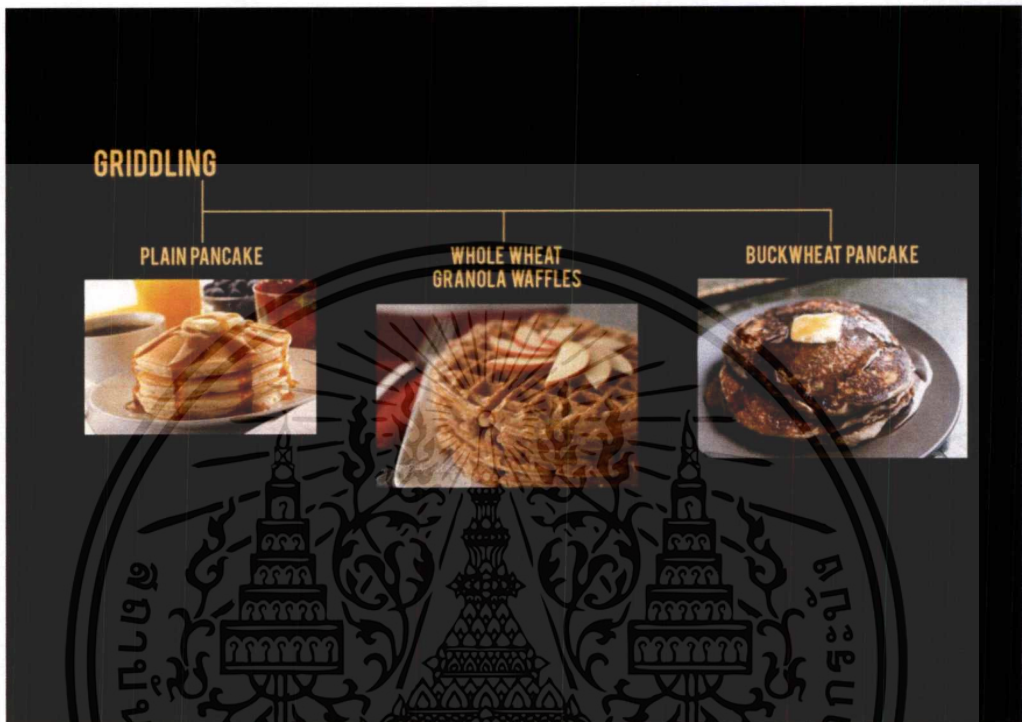 GRIDDLING
PLAIN PANCAKE
WHOLE WHEAT
GRANOLA WAFFLES
BUCKWHEAT PANCAKE